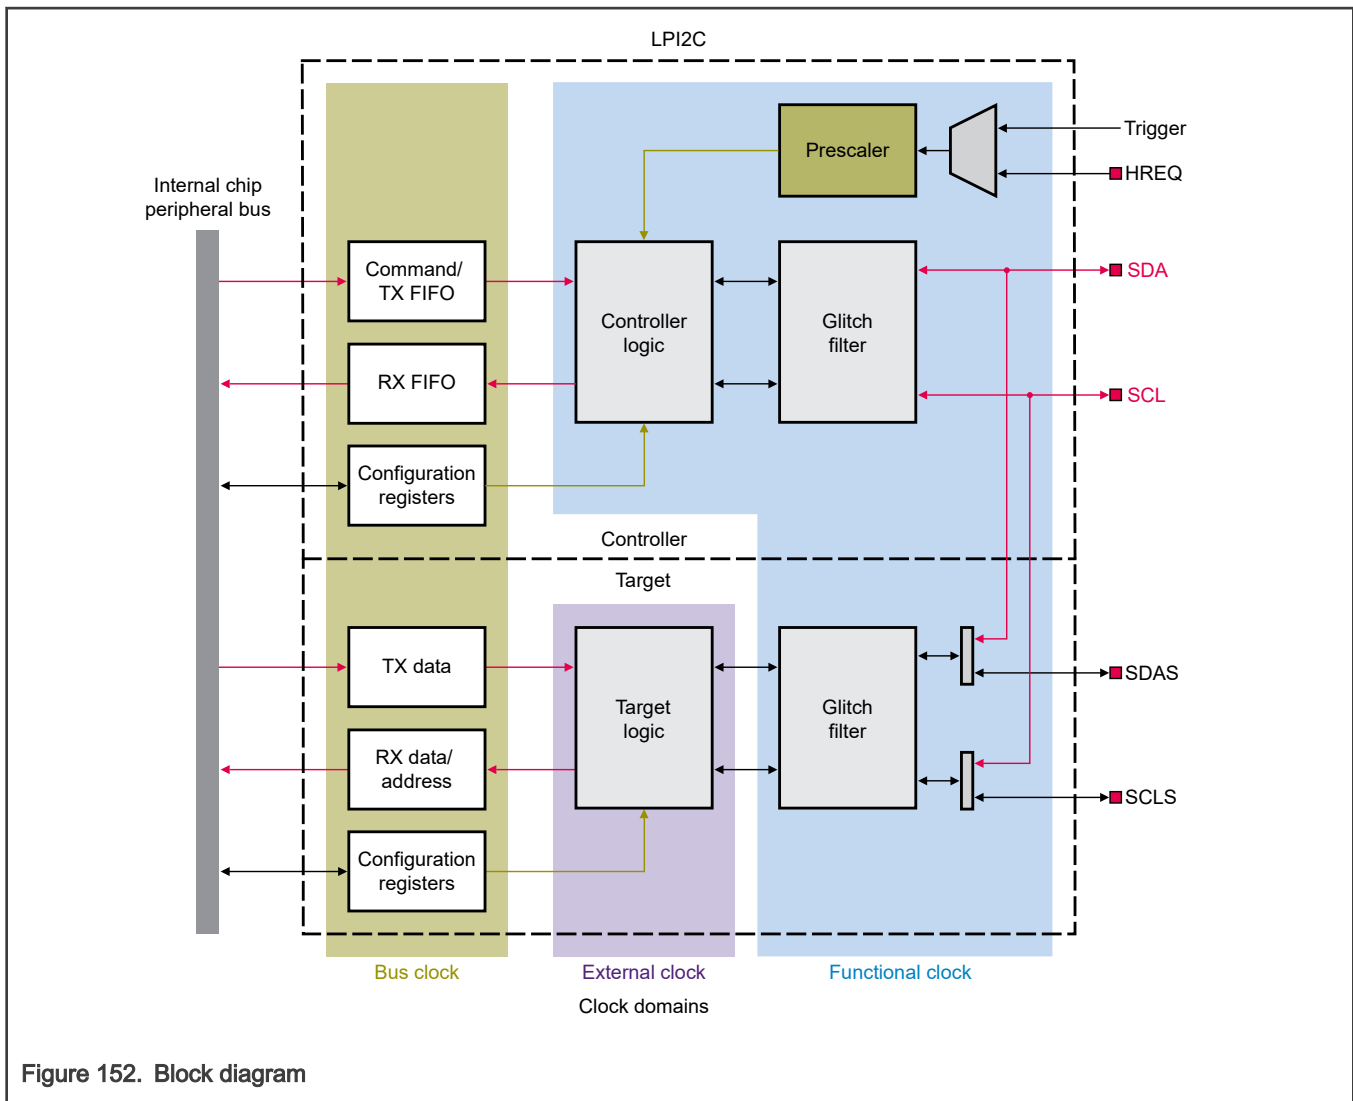 LPI2C
Trigger
Prescaler
HREQ
Internal chip
peripheral bus
Command/
TX FIFO
SDA
Controller
logic
Glitch
filter
RX FIFO
SCL
Configuration
registers
Controller
Target
TX data
SDAS
Target
logic
Glitch
filter
RX data/
address
SCLS
Configuration
registers
Bus clock
External clock
Functional clock
Clock domains
Figure 152. Block diagram